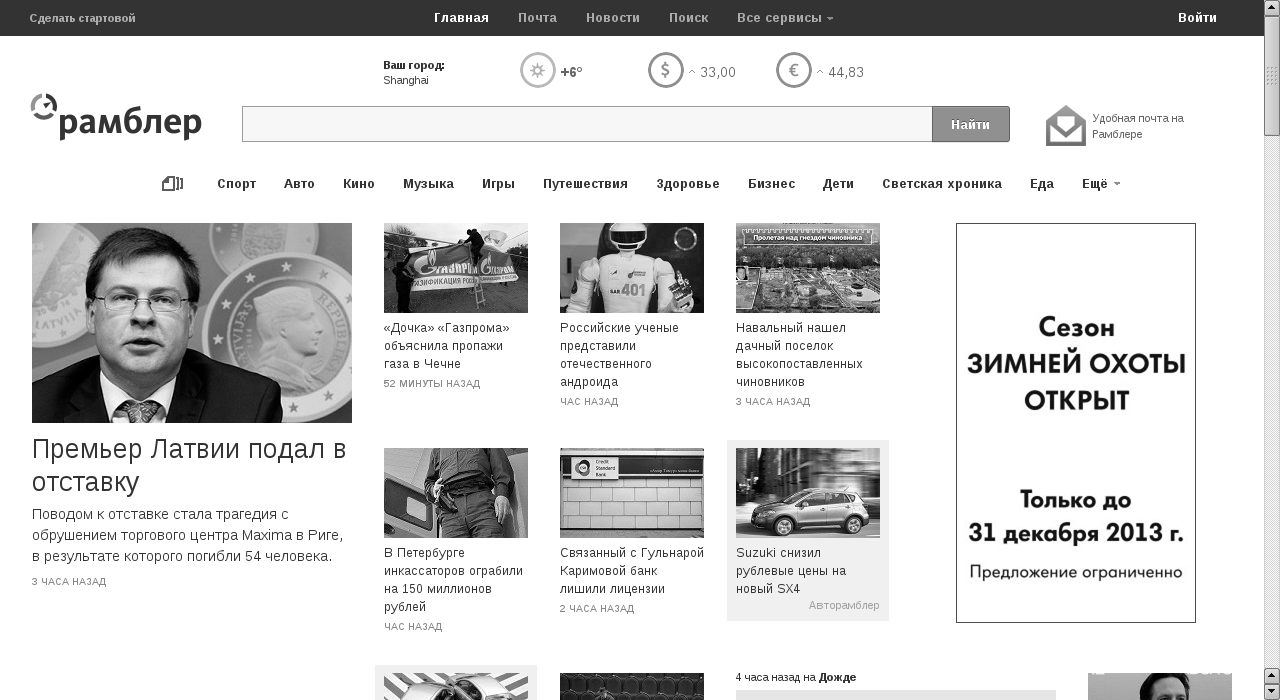 Сделать стартовой
Главная Почта Новости Поиск Все сервисы
Войти
Ваш город:
Shanghai
+6°
$ 33,00
€ 44,83
рамблер
Найти
Удобная почта на
Рамблере
Спорт Авто Кино Музыка Игры Путешествия Здоровье Бизнес Дети Светская хроника Еда Ещё
Премьер Латвии подал в
отставку
Поводом к отставке стала трагедия с
обрушением торгового центра Maxima в Риге,
в результате которого погибли 54 человека.
3 ЧАСА НАЗАД
ГАЗПРОМ
«Дочка» «Газпрома»
объяснила пропажи
газа в Чечне
52 МИНУТЫ НАЗАД
SAR 401
Российские ученые
представили
отечественного
андроида
ЧАС НАЗАД
Пролетая над гнездом чиновника
Навальный нашел
дачный поселок
высокопоставленных
чиновников
3 ЧАСА НАЗАД
В Петербурге
инкассаторов ограбили
на 150 миллионов
рублей
ЧАС НАЗАД
Credit
Standard
Bank
Связанный с Гульнарой
Каримовой банк
лишили лицензии
2 ЧАСА НАЗАД
Suzuki снизил
рублевые цены на
новый SX4
Авторамблер
Сезон
ЗИМНЕЙ ОХОТЫ
ОТКРЫТ
Только до
31 декабря 2013 г.
Предложение ограниченно
4 часа назад на Дожде